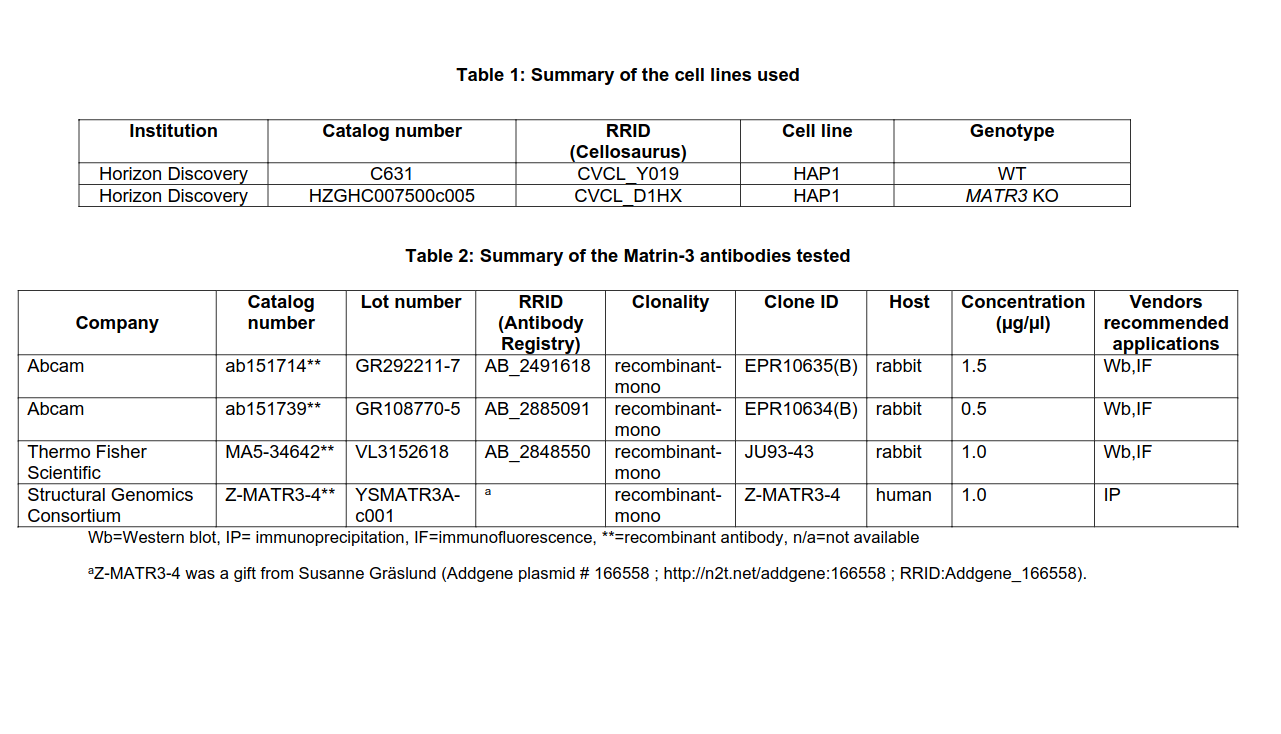 Table 1: Summary of the cell lines used
Institution Catalog number RRID (Cellosaurus) Cell line Genotype
Horizon Discovery C631 CVCL_Y019 HAP1 WT
Horizon Discovery HZGHC007500c005 CVCL_D1HX HAP1 MATR3 KO
Table 2: Summary of the Matrin-3 antibodies tested
Company Catalog number Lot number RRID (Antibody Registry) Clonality Clone ID Host Concentration (µg/µl) Vendors recommended applications
Abcam ab151714** GR292211-7 AB_2491618 recombinant-mono EPR10635(B) rabbit 1.5 Wb,IF
Abcam ab151739** GR108770-5 AB_2885091 recombinant-mono EPR10634(B) rabbit 0.5 Wb,IF
Thermo Fisher Scientific MA5-34642** VL3152618 AB_2848550 recombinant-mono JU93-43 rabbit 1.0 Wb,IF
Structural Genomics Consortium Z-MATR3-4** YSMATR3A-c001 a recombinant-mono Z-MATR3-4 human 1.0 IP
Wb=Western blot, IP= immunoprecipitation, IF=immunofluorescence, **=recombinant antibody, n/a=not available
aZ-MATR3-4 was a gift from Susanne Gräslund (Addgene plasmid # 166558 ; http://n2t.net/addgene:166558 ; RRID:Addgene_166558).